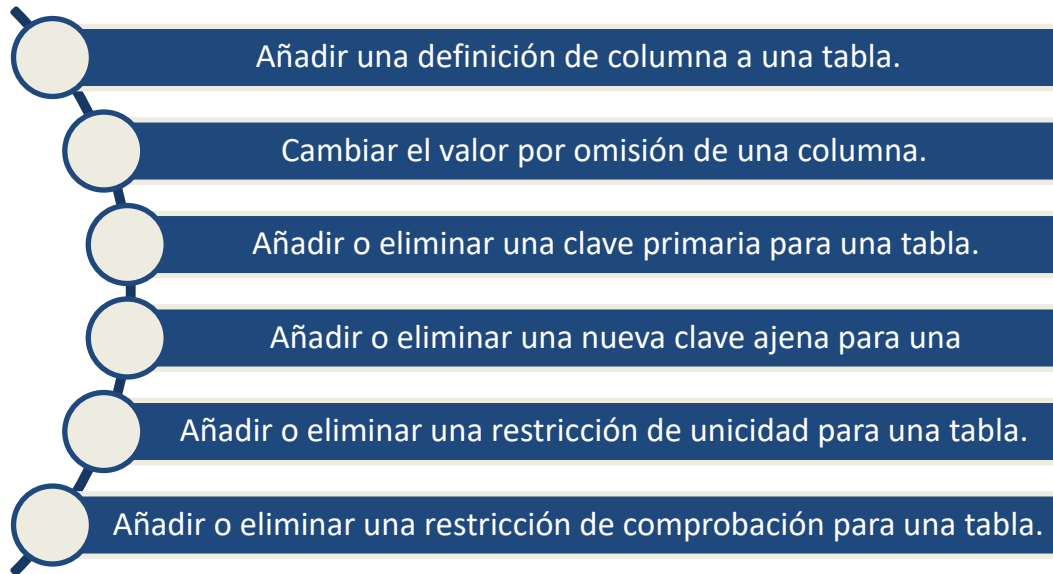 Añadir una definición de columna a una tabla.
Cambiar el valor por omisión de una columna.
Añadir o eliminar una clave primaria para una tabla.
Añadir o eliminar una nueva clave ajena para una
Añadir o eliminar una restricción de unicidad para una tabla.
Añadir o eliminar una restricción de comprobación para una tabla.